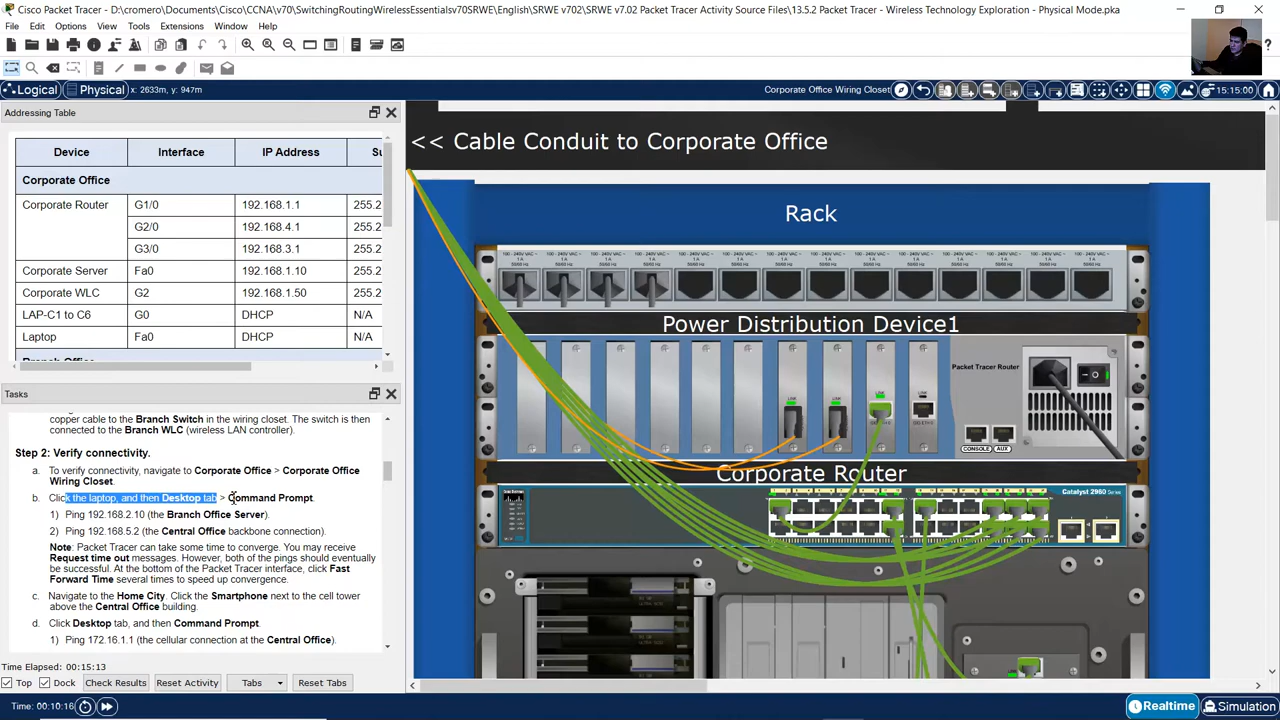 Cisco Packet Tracer - D:\cromero\Documents\Cisco\CCNA\v70\SwitchingRoutingWirelessEssentialsv70SRWE\English\SRWE v702\SRWE v7.02 Packet Tracer Activity Source Files\13.5.2 Packet Tracer - Wireless Technology Exploration - Physical Mode.pka
File Edit Options View Tools Extensions Window Help
Logical Physical x: 2633m, y: 947m Corporate Office Wiring Closet 15:15:00
Addressing Table
Device Interface IP Address Su
Corporate Office
Corporate Router G1/0 192.168.1.1 255.2
G2/0 192.168.4.1 255.2
G3/0 192.168.3.1 255.2
Corporate Server Fa0 192.168.1.10 255.2
Corporate WLC G2 192.168.1.50 255.2
LAP-C1 to C6 G0 DHCP N/A
Laptop Fa0 DHCP N/A
Branch Office
Tasks
copper cable to the Branch Switch in the wiring closet. The switch is then
connected to the Branch WLC (wireless LAN controller).
Step 2: Verify connectivity.
a. To verify connectivity, navigate to Corporate Office > Corporate Office
Wiring Closet.
b. Click the laptop, and then Desktop tab > Command Prompt.
1) Ping 192.168.2.10 (the Branch Office Server).
2) Ping 192.168.5.2 (the Central Office backbone connection).
Note: Packet Tracer can take some time to converge. You may receive
Request time out messages. However, both of the pings should eventually
be successful. At the bottom of the Packet Tracer interface, click Fast
Forward Time several times to speed up convergence.
c. Navigate to the Home City. Click the Smartphone next to the cell tower
above the Central Office building.
d. Click Desktop tab, and then Command Prompt.
1) Ping 172.16.1.1 (the cellular connection at the Central Office).
Time Elapsed: 00:15:13
Top Dock Check Results Reset Activity Tabs Reset Tabs
Time: 00:10:16
Realtime Simulation
<< Cable Conduit to Corporate Office
Rack
Power Distribution Device1
Packet Tracer Router
CONSOLE AUX
Corporate Router
Catalyst 2960 Series